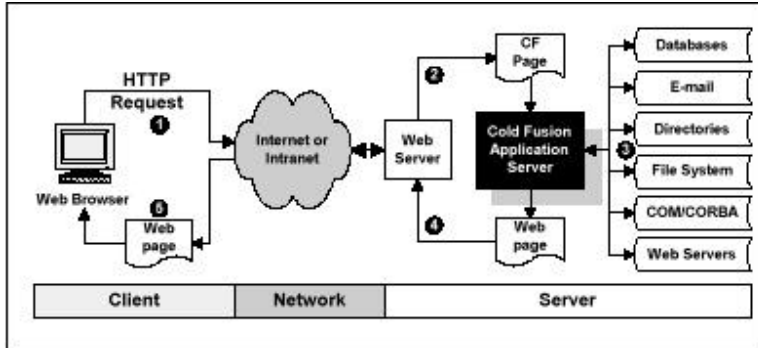 HTTP
Request
1
Web Browser
5
Web
page
Internet or
Intranet
Web
Server
2
CF
Page
Cold Fusion
Application
Server
3
4
Web
page
Databases
E-mail
Directories
File System
COM/CORBA
Web Servers
Client
Network
Server